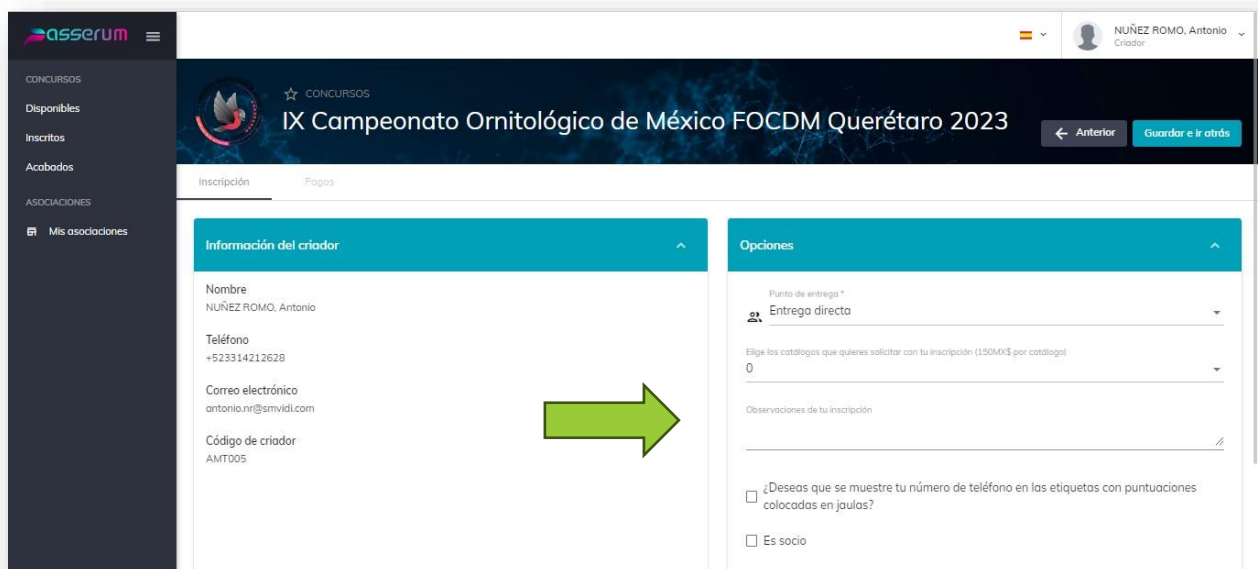 asserum
NUÑEZ ROMO, Antonio
Criador
CONCURSOS
Disponibles
Inscritos
Acabados
ASOCIACIONES
Mis asociaciones
CONCURSOS
IX Campeonato Ornitológico de México FOCDM Querétaro 2023
Anterior
Guardar e ir atrás
Inscripción
Pagos
Información del criador
Nombre
NUÑEZ ROMO, Antonio
Teléfono
+523314212628
Correo electrónico
antonio.nr@smvidi.com
Código de criador
AMT005
Opciones
Punto de entrega *
Entrega directa
Elige los catálogos que quieres solicitar con tu inscripción (150MX$ por catálogo)
0
Observaciones de tu inscripción
¿Deseas que se muestre tu número de teléfono en las etiquetas con puntuaciones
colocadas en jaulas?
Es socio